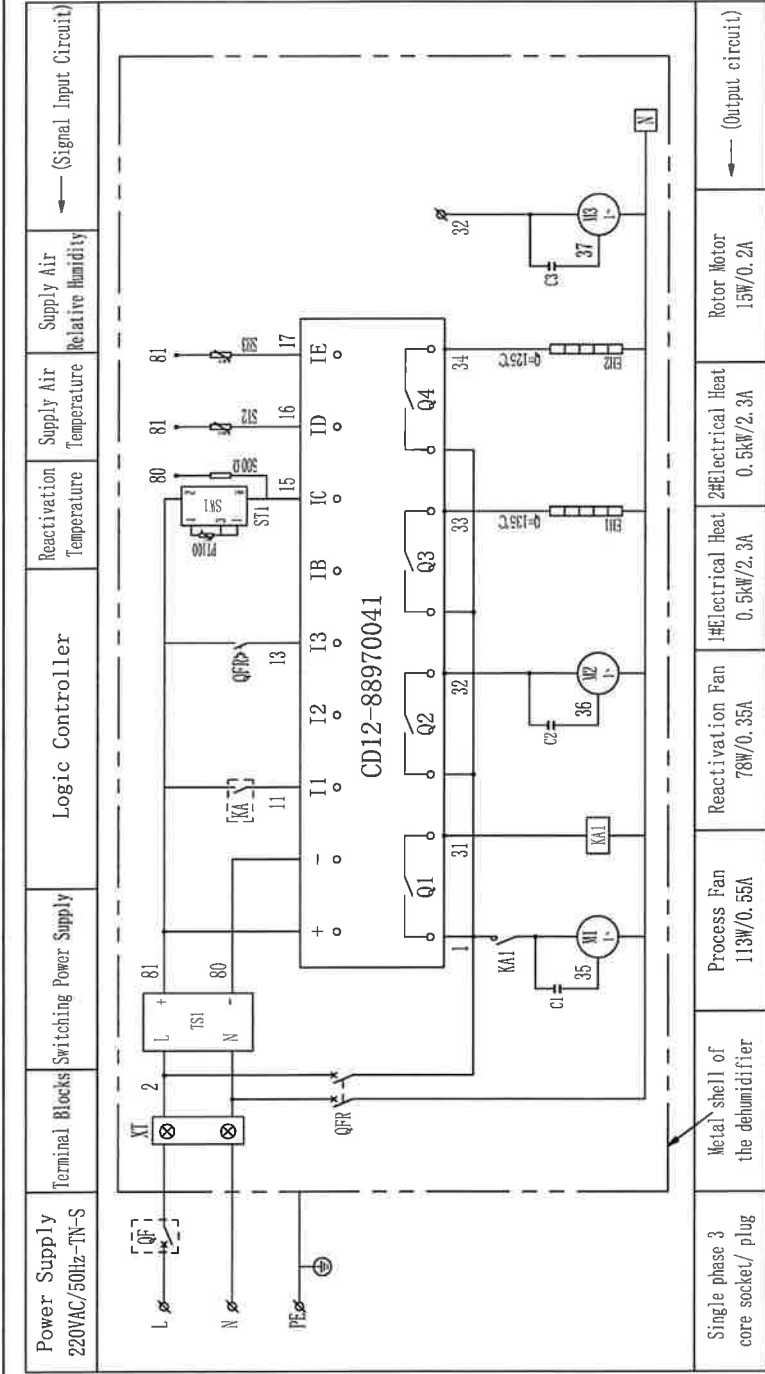 Power Supply
220VAC/50Hz-TN-S
Terminal Blocks
Switching Power Supply
Logic Controller
Reactivation
Temperature
Supply Air
Temperature
Supply Air
Relative Humidity
(Signal Input Circuit)
L
QF
XT
2
L
+
81
TS1
N
-
80
N
PE
QFR
KA
11
QFR
13
PT100
SW1
ST1
500Ω
80
15
81
ST2
16
81
SH3
17
+
-
I1
I2
I3
IB
IC
ID
IE
CD12-88970041
Q1
Q2
Q3
Q4
1
31
32
33
34
32
KA1
C1
35
M1
1~
KA1
C2
36
M2
1~
Q=135℃
EH1
Q=125℃
EH2
C3
37
M3
1~
N
Single phase 3
core socket/ plug
Metal shell of
the dehumidifier
Process Fan
113W/0.55A
Reactivation Fan
78W/0.35A
1#Electrical Heat
0.5kW/2.3A
2#Electrical Heat
0.5kW/2.3A
Rotor Motor
15W/0.2A
(Output circuit)